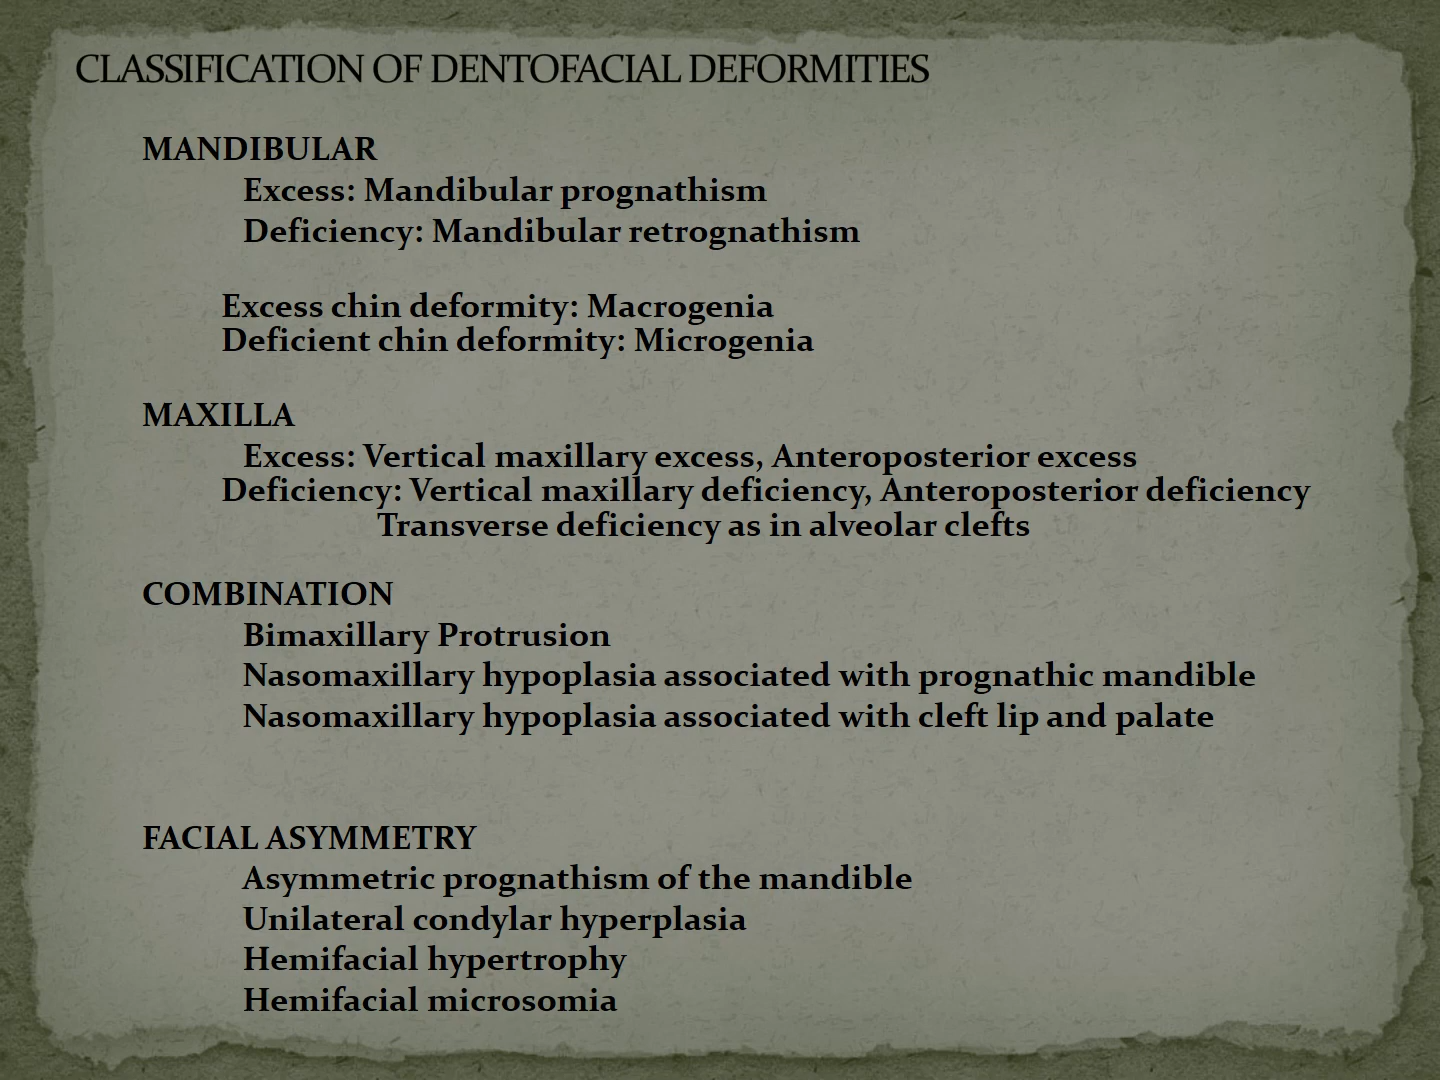 CLASSIFICATION OF DENTOFACIAL DEFORMITIES
MANDIBULAR
Excess: Mandibular prognathism
Deficiency: Mandibular retrognathism
Excess chin deformity: Macrogenia
Deficient chin deformity: Microgenia
MAXILLA
Excess: Vertical maxillary excess, Anteroposterior excess
Deficiency: Vertical maxillary deficiency, Anteroposterior deficiency
Transverse deficiency as in alveolar clefts
COMBINATION
Bimaxillary Protrusion
Nasomaxillary hypoplasia associated with prognathic mandible
Nasomaxillary hypoplasia associated with cleft lip and palate
FACIAL ASYMMETRY
Asymmetric prognathism of the mandible
Unilateral condylar hyperplasia
Hemifacial hypertrophy
Hemifacial microsomia